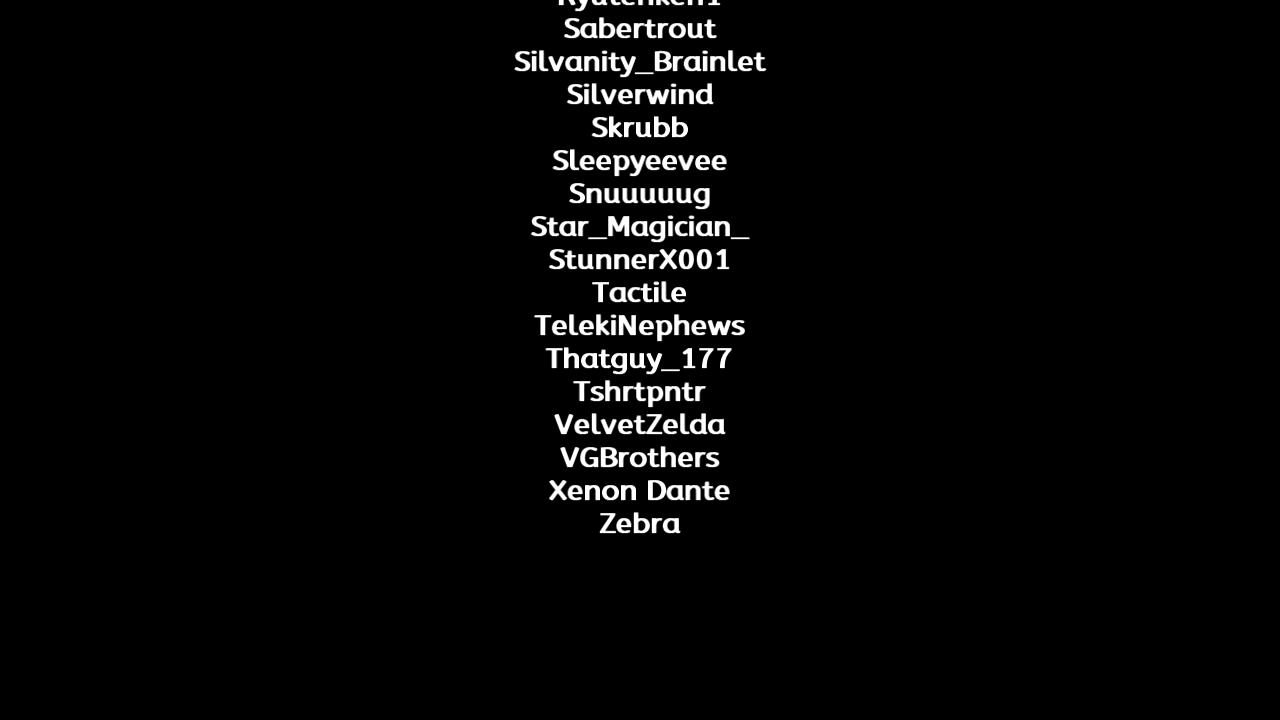 Sabertrout
Silvanity_Brainlet
Silverwind
Skrubb
Sleepyeevee
Snuuuuug
Star_Magician_
StunnerX001
Tactile
TelekiNephews
Thatguy_177
Tshrtpntr
VelvetZelda
VGBrothers
Xenon Dante
Zebra